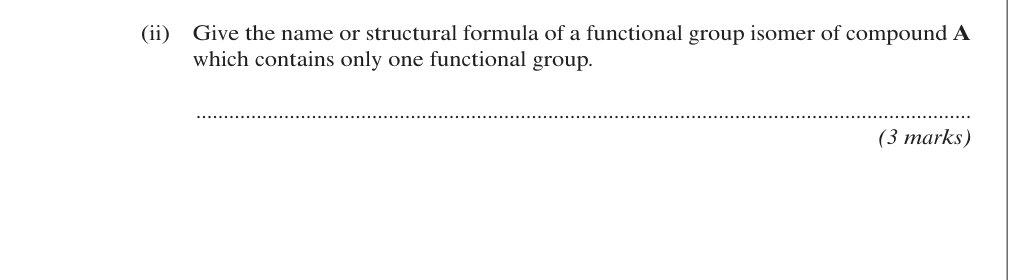 (ii) Give the name or structural formula of a functional group isomer of compound A
which contains only one functional group.
..........................................................................................................................................
(3 marks)